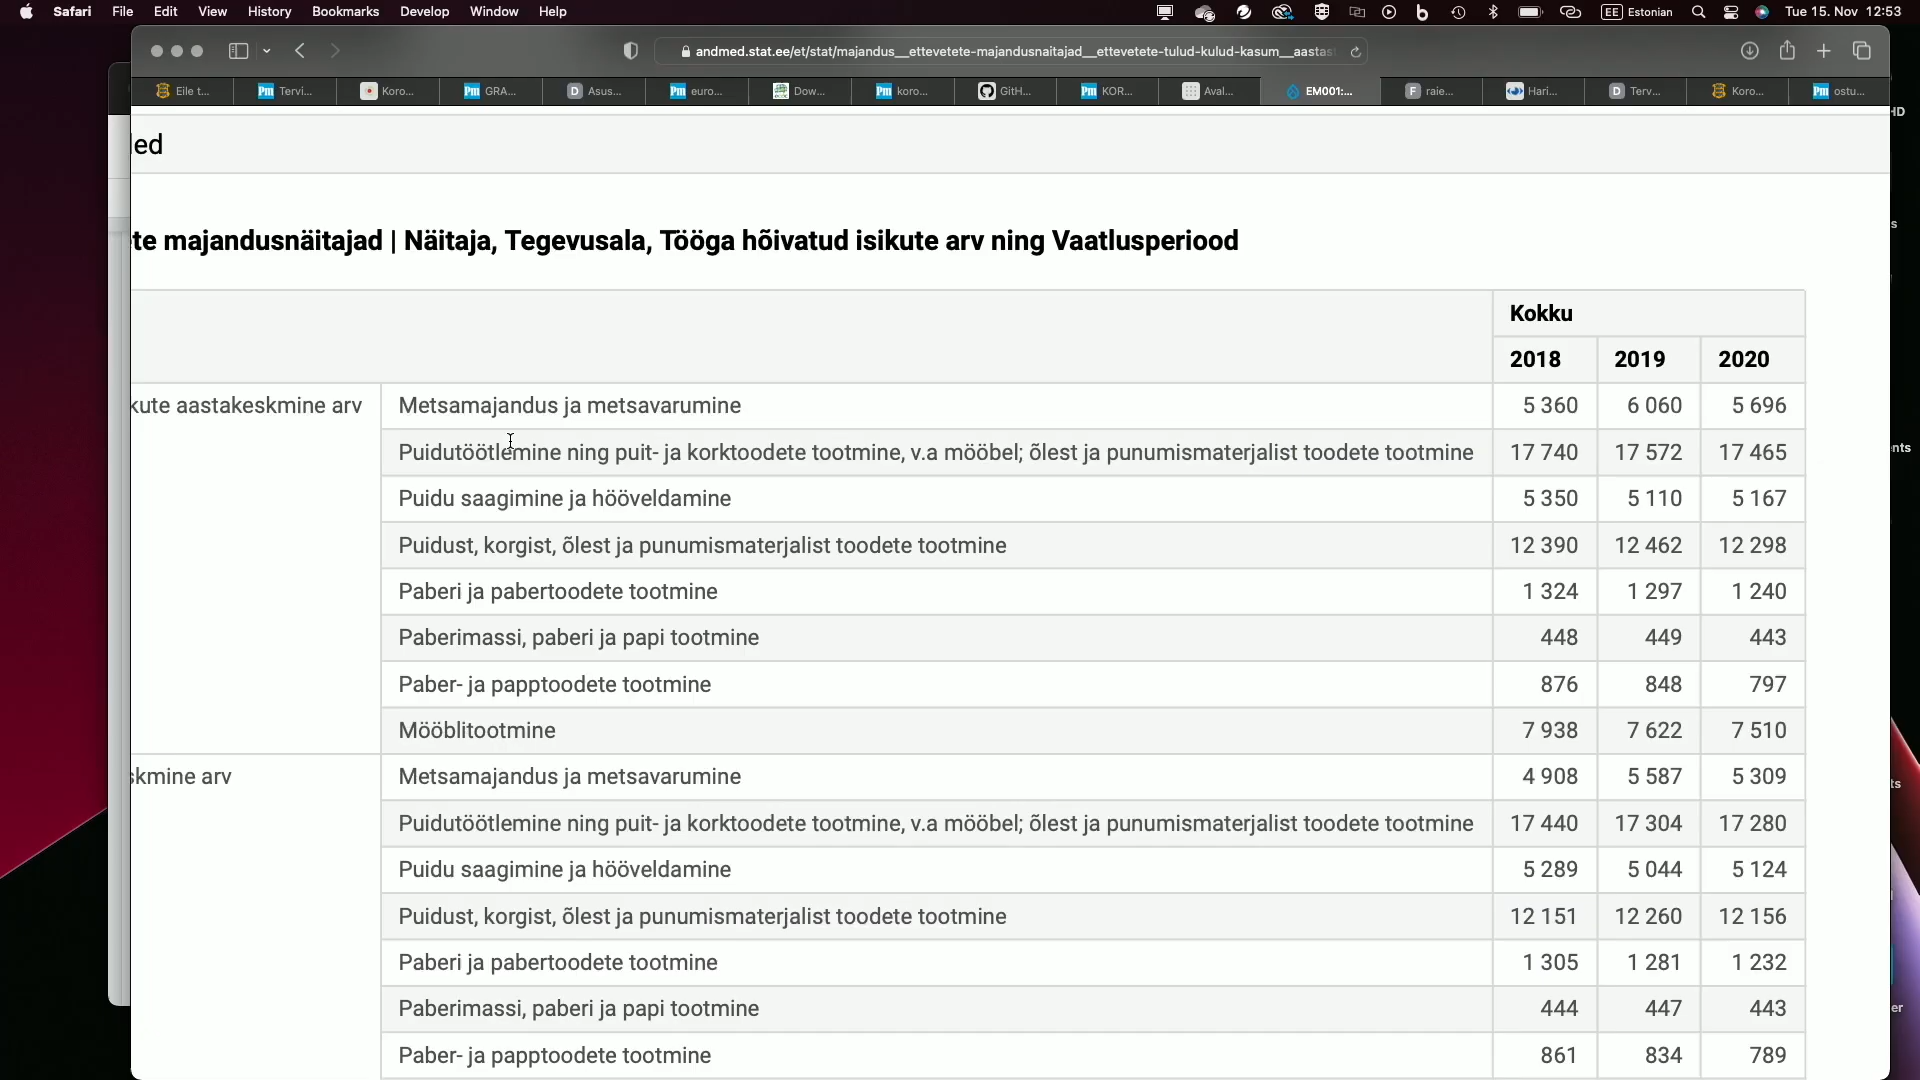 Safari File Edit View History Bookmarks Develop Window Help EE Estonian Tue 15. Nov 12:53
andmed.stat.ee/et/stat/majandus__ettevetete-majandusnaitajad__ettevetete-tulud-kulud-kasum__aastas
Eile t... Tervi... Koro... GRA... Asus... euro... Dow... koro... GitH... KOR... Aval... EM001:... raie... Hari... Terv... Koro... ostu...
led
te majandusnäitajad | Näitaja, Tegevusala, Tööga hõivatud isikute arv ning Vaatlusperiood
Kokku
2018 2019 2020
kute aastakeskmine arv Metsamajandus ja metsavarumine 5 360 6 060 5 696
Puidutöötlemine ning puit- ja korktoodete tootmine, v.a mööbel; õlest ja punumismaterjalist toodete tootmine 17 740 17 572 17 465
Puidu saagimine ja hööveldamine 5 350 5 110 5 167
Puidust, korgist, õlest ja punumismaterjalist toodete tootmine 12 390 12 462 12 298
Paberi ja pabertoodete tootmine 1 324 1 297 1 240
Paberimassi, paberi ja papi tootmine 448 449 443
Paber- ja papptoodete tootmine 876 848 797
Mööblitootmine 7 938 7 622 7 510
skmine arv Metsamajandus ja metsavarumine 4 908 5 587 5 309
Puidutöötlemine ning puit- ja korktoodete tootmine, v.a mööbel; õlest ja punumismaterjalist toodete tootmine 17 440 17 304 17 280
Puidu saagimine ja hööveldamine 5 289 5 044 5 124
Puidust, korgist, õlest ja punumismaterjalist toodete tootmine 12 151 12 260 12 156
Paberi ja pabertoodete tootmine 1 305 1 281 1 232
Paberimassi, paberi ja papi tootmine 444 447 443
Paber- ja papptoodete tootmine 861 834 789